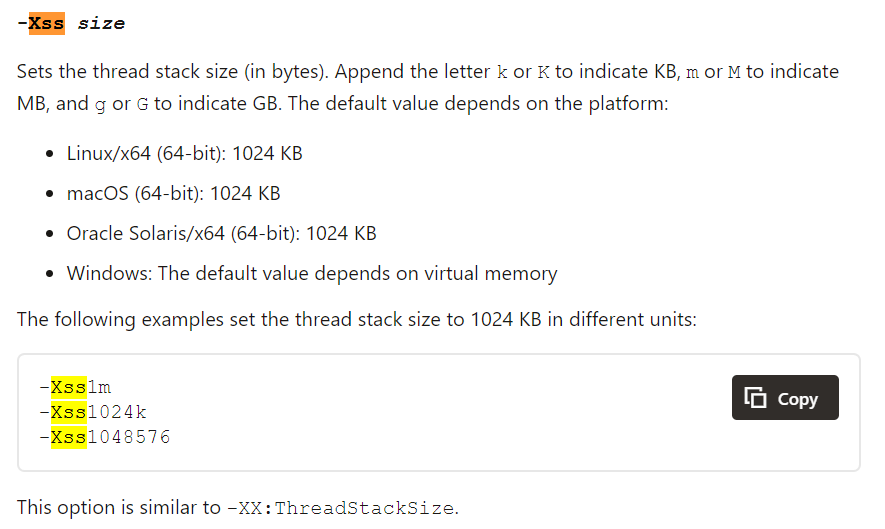 -Xss size
Sets the thread stack size (in bytes). Append the letter k or K to indicate KB, m or M to indicate
MB, and g or G to indicate GB. The default value depends on the platform:
• Linux/x64 (64-bit): 1024 KB
• macOS (64-bit): 1024 KB
• Oracle Solaris/x64 (64-bit): 1024 KB
• Windows: The default value depends on virtual memory
The following examples set the thread stack size to 1024 KB in different units:
-Xss1m
Copy
-Xss1024k
-Xss1048576
This option is similar to -XX:ThreadStackSize.